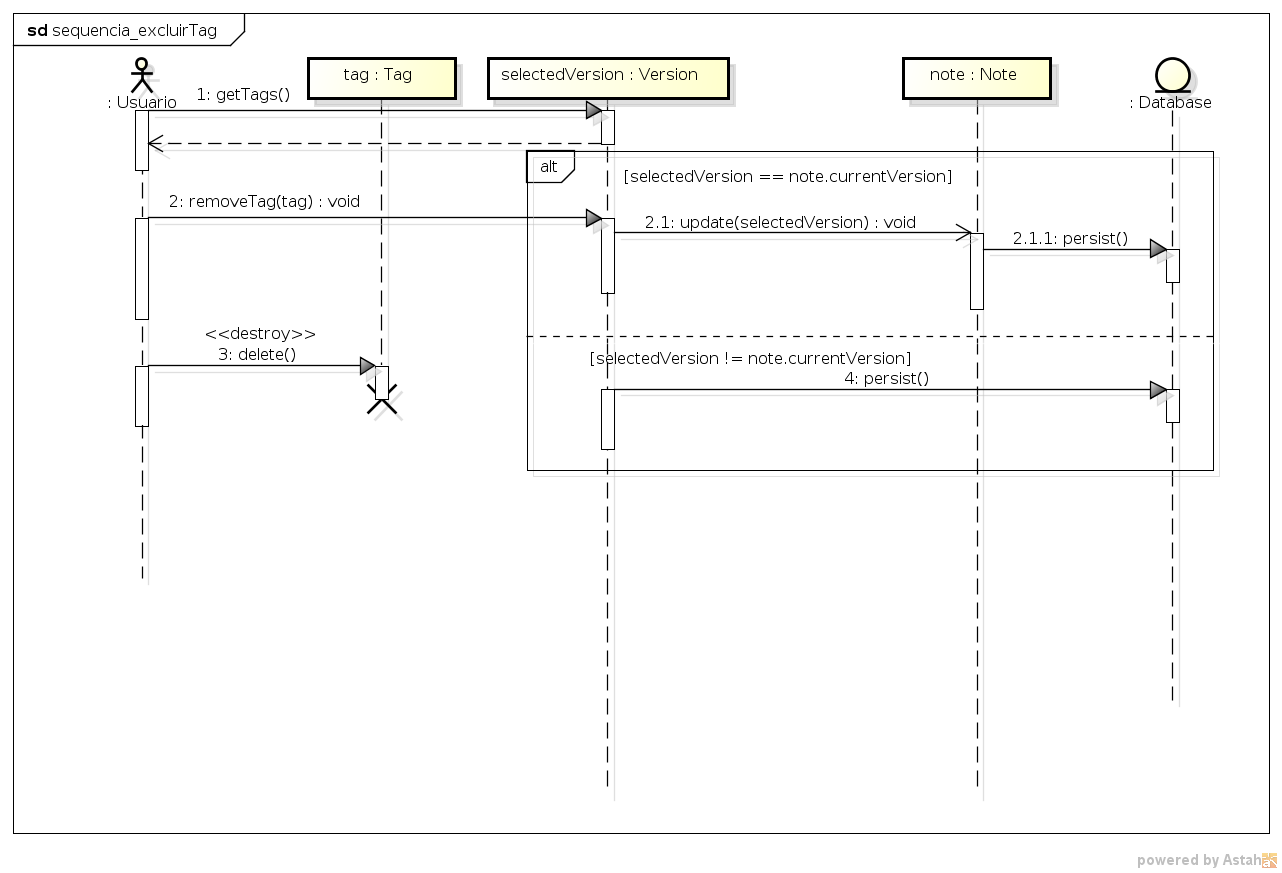 sd sequencia_excluirTag
tag : Tag
selectedVersion : Version
note : Note
: Usuario
: Database
1: getTags()
alt
[selectedVersion == note.currentVersion]
2: removeTag(tag) : void
2.1: update(selectedVersion) : void
2.1.1: persist()
<<destroy>>
3: delete()
[selectedVersion != note.currentVersion]
4: persist()
powered by Astah